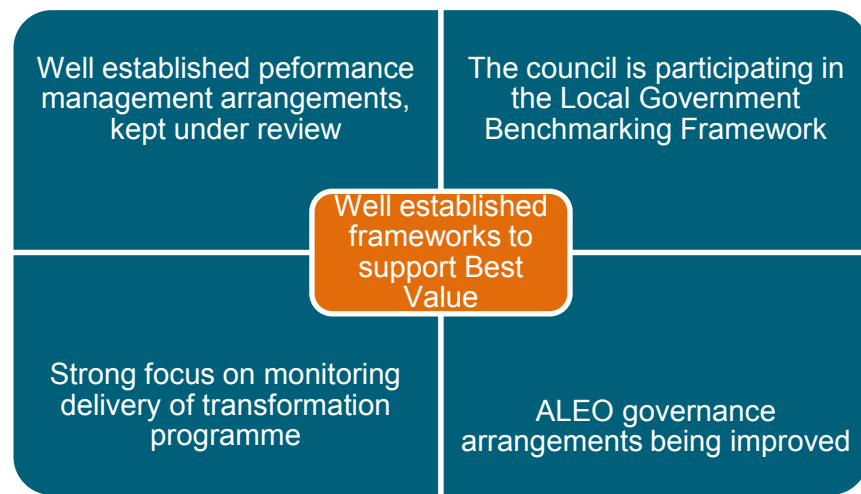 Well established peformance
management arrangements,
kept under review
The council is participating in
the Local Government
Benchmarking Framework
Well established
frameworks to
support Best
Value
Strong focus on monitoring
delivery of transformation
programme
ALEO governance
arrangements being improved